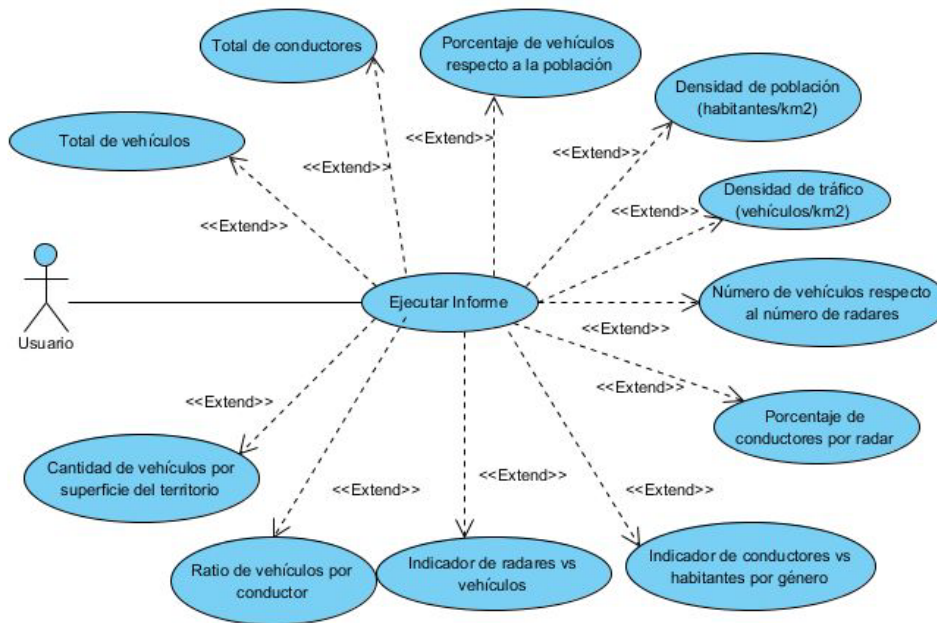 Total de conductores
Porcentaje de vehículos
respecto a la población
Densidad de población
(habitantes/km2)
Total de vehículos
<<Extend>>
<<Extend>>
<<Extend>>
<<Extend>>
Densidad de tráfico
(vehículos/km2)
<<Extend>>
Usuario
Ejecutar Informe
Número de vehículos respecto
al número de radares
<<Extend>>
<<Extend>>
Porcentaje de
conductores por radar
<<Extend>>
Cantidad de vehículos por
superficie del territorio
<<Extend>>
<<Extend>>
<<Extend>>
Ratio de vehículos por
conductor
Indicador de radares vs
vehículos
Indicador de conductores vs
habitantes por género